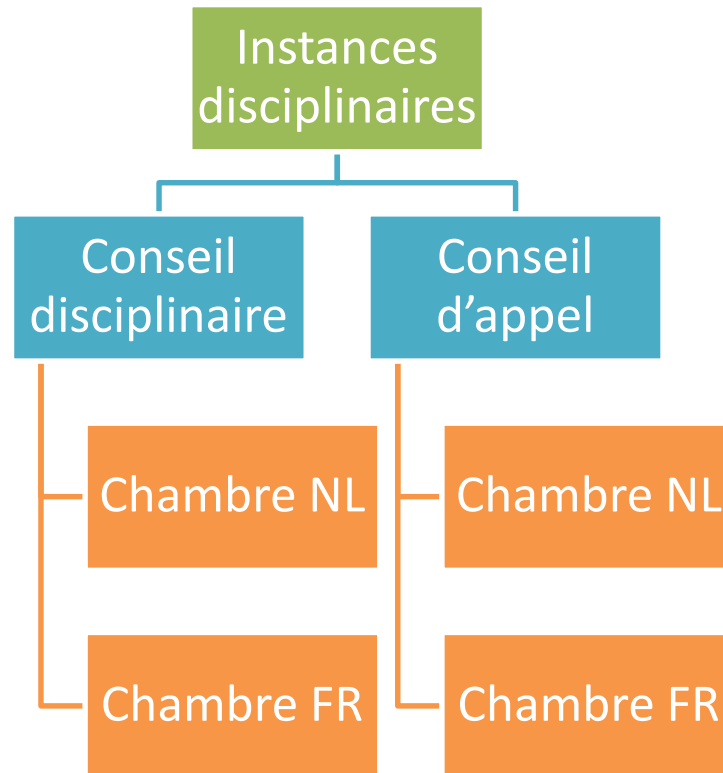 Instances
disciplinaires
Conseil
disciplinaire
Conseil
d’appel
Chambre NL
Chambre NL
Chambre FR
Chambre FR